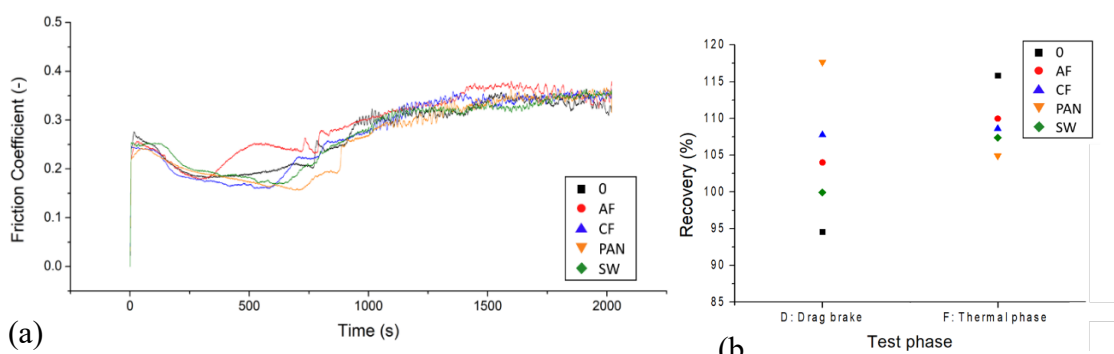 0.5
0.4
0.3
0.2
0.1
0.0
Friction Coefficient (-)
0
AF
CF
PAN
SW
0
500
1000
1500
2000
Time (s)
(a)
120
115
110
105
100
95
90
85
Recovery (%)
0
AF
CF
PAN
SW
D: Drag brake
F: Thermal phase
Test phase
(b